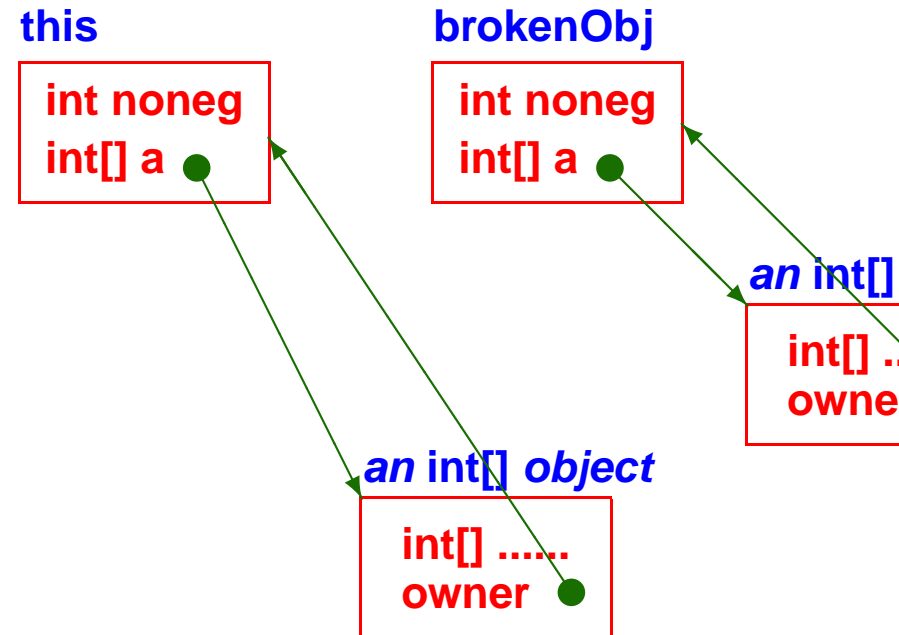 this
int noneg
int[] a
brokenObj
int noneg
int[] a
an int[]
int[] ..
owne
an int[] object
int[] ......
owner